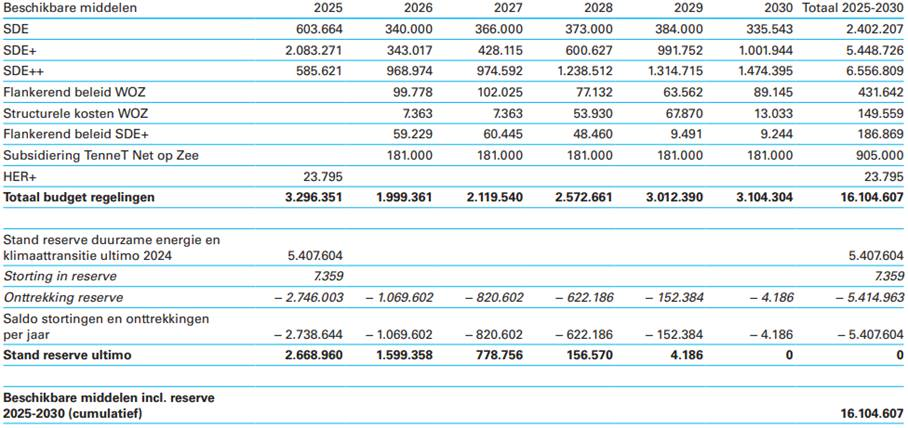 Beschikbare middelen 2025 2026 2027 2028 2029 2030 Totaal 2025-2030
SDE 603.664 340.000 366.000 373.000 384.000 335.543 2.402.207
SDE+ 2.083.271 343.017 428.115 600.627 991.752 1.001.944 5.448.726
SDE++ 585.621 968.974 974.592 1.238.512 1.314.715 1.474.395 6.556.809
Flankerend beleid WOZ 99.778 102.025 77.132 63.562 89.145 431.642
Structurele kosten WOZ 7.363 7.363 53.930 67.870 13.033 149.559
Flankerend beleid SDE+ 59.229 60.445 48.460 9.491 9.244 186.869
Subsidiering TenneT Net op Zee 181.000 181.000 181.000 181.000 181.000 905.000
HER+ 23.795 23.795
Totaal budget regelingen 3.296.351 1.999.361 2.119.540 2.572.661 3.012.390 3.104.304 16.104.607
Stand reserve duurzame energie en
klimaattransitie ultimo 2024 5.407.604 5.407.604
Storting in reserve 7.359 7.359
Onttrekking reserve – 2.746.003 – 1.069.602 – 820.602 – 622.186 – 152.384 – 4.186 – 5.414.963
Saldo stortingen en onttrekkingen
per jaar – 2.738.644 – 1.069.602 – 820.602 – 622.186 – 152.384 – 4.186 – 5.407.604
Stand reserve ultimo 2.668.960 1.599.358 778.756 156.570 4.186 0 0
Beschikbare middelen incl. reserve
2025-2030 (cumulatief) 16.104.607